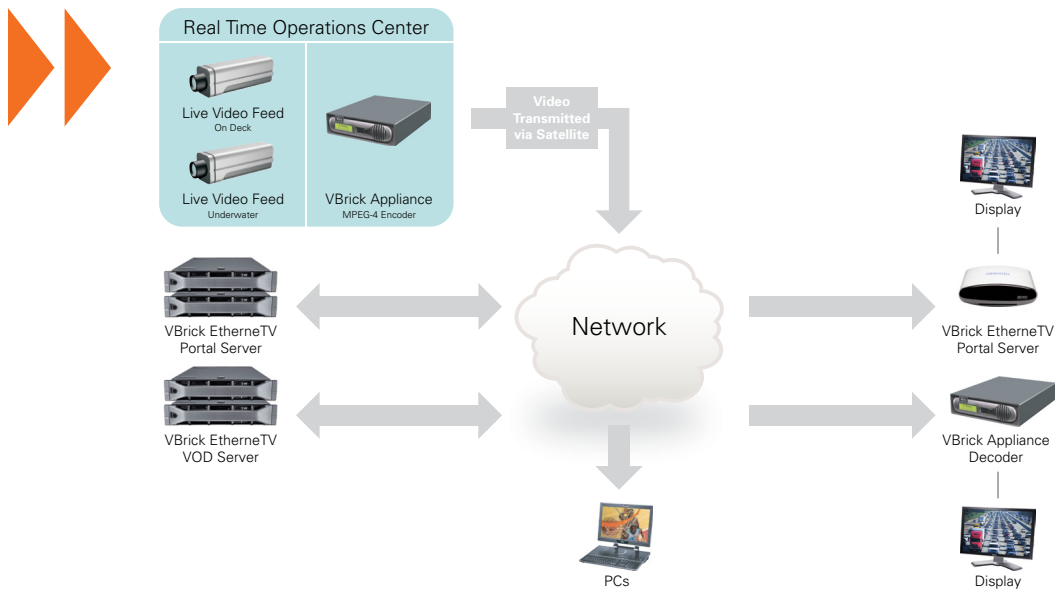 Real Time Operations Center
Live Video Feed
On Deck
Live Video Feed
Underwater
VBrick Appliance
MPEG-4 Encoder
Video
Transmitted
via Satellite
Display
VBrick EtherneTV
Portal Server
Network
VBrick EtherneTV
Portal Server
VBrick EtherneTV
VOD Server
VBrick Appliance
Decoder
PCs
Display